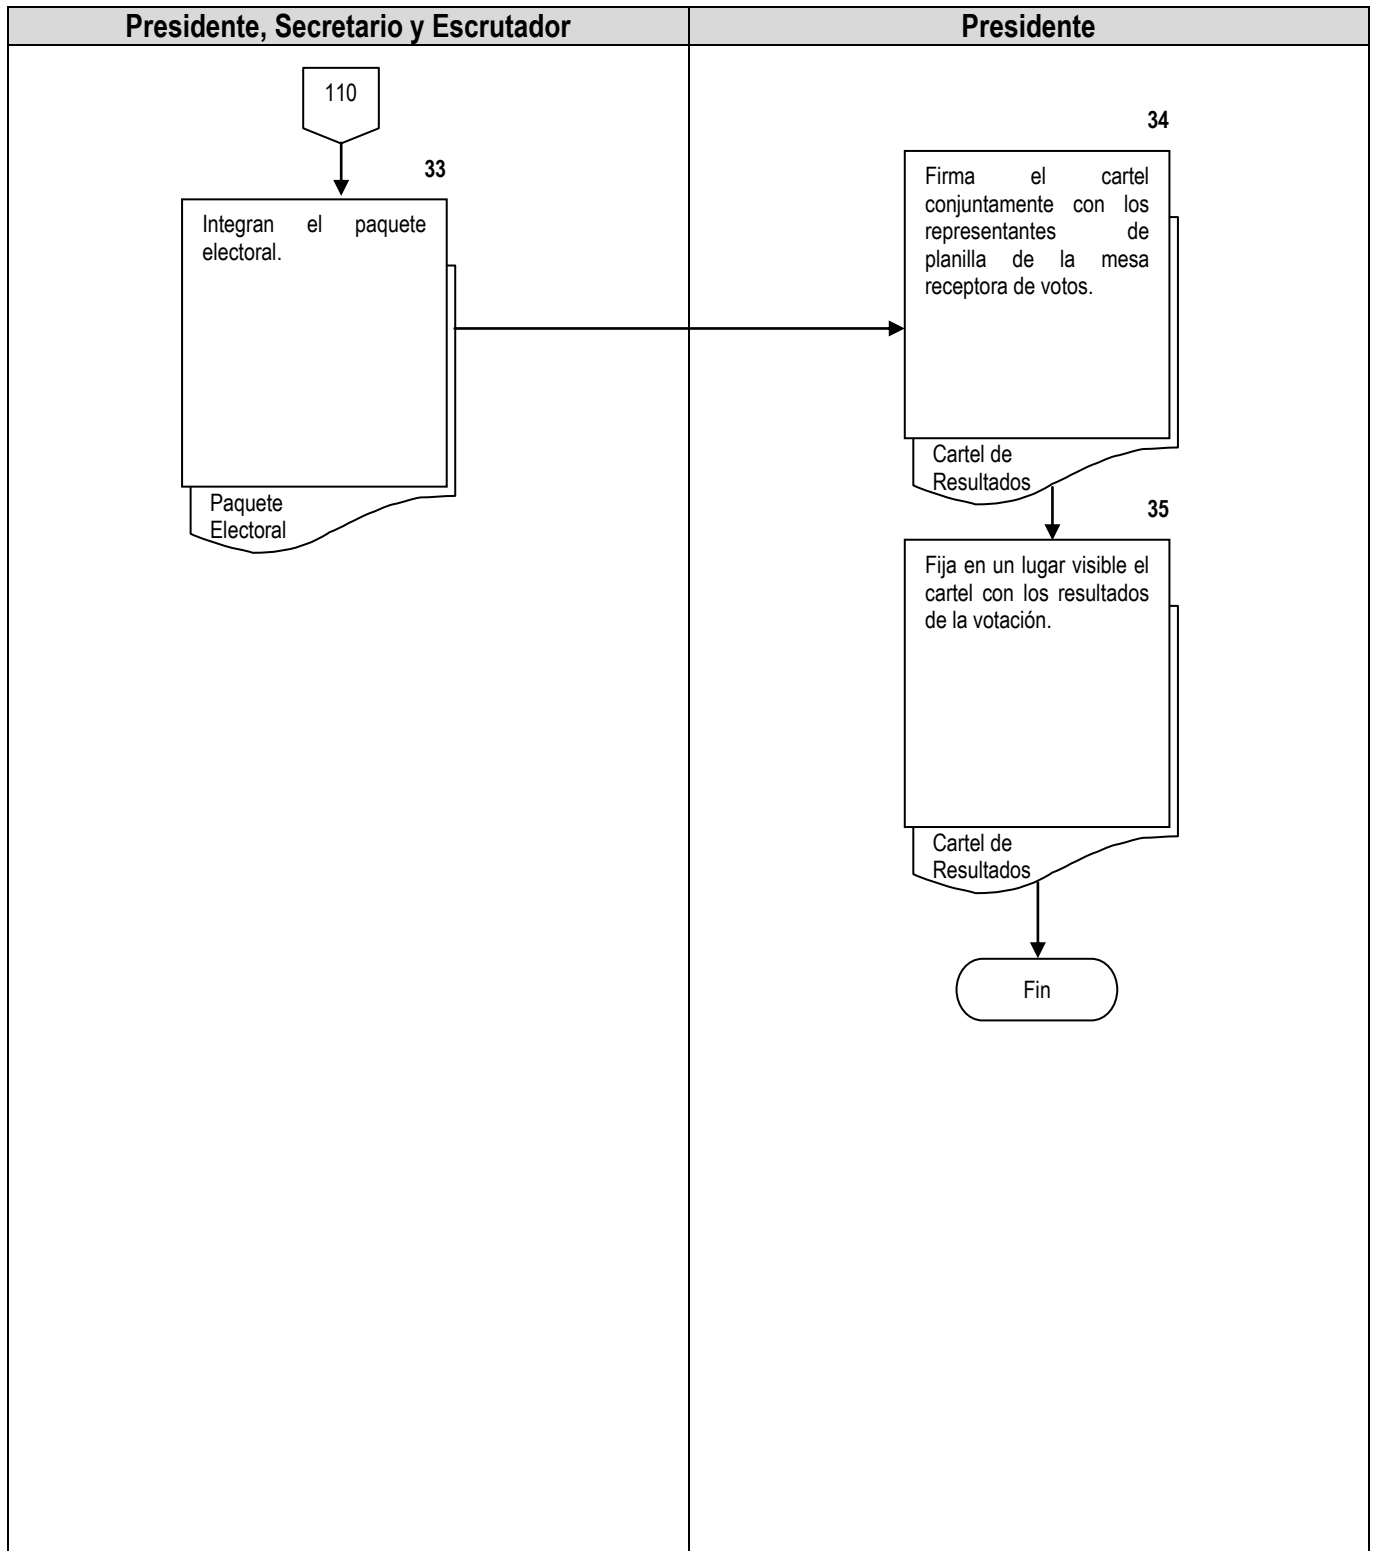 Presidente, Secretario y Escrutador
Presidente
110
33
Integran el paquete
electoral.
Paquete
Electoral
34
Firma el cartel
conjuntamente con los
representantes de
planilla de la mesa
receptora de votos.
Cartel de
Resultados
35
Fija en un lugar visible el
cartel con los resultados
de la votación.
Cartel de
Resultados
Fin